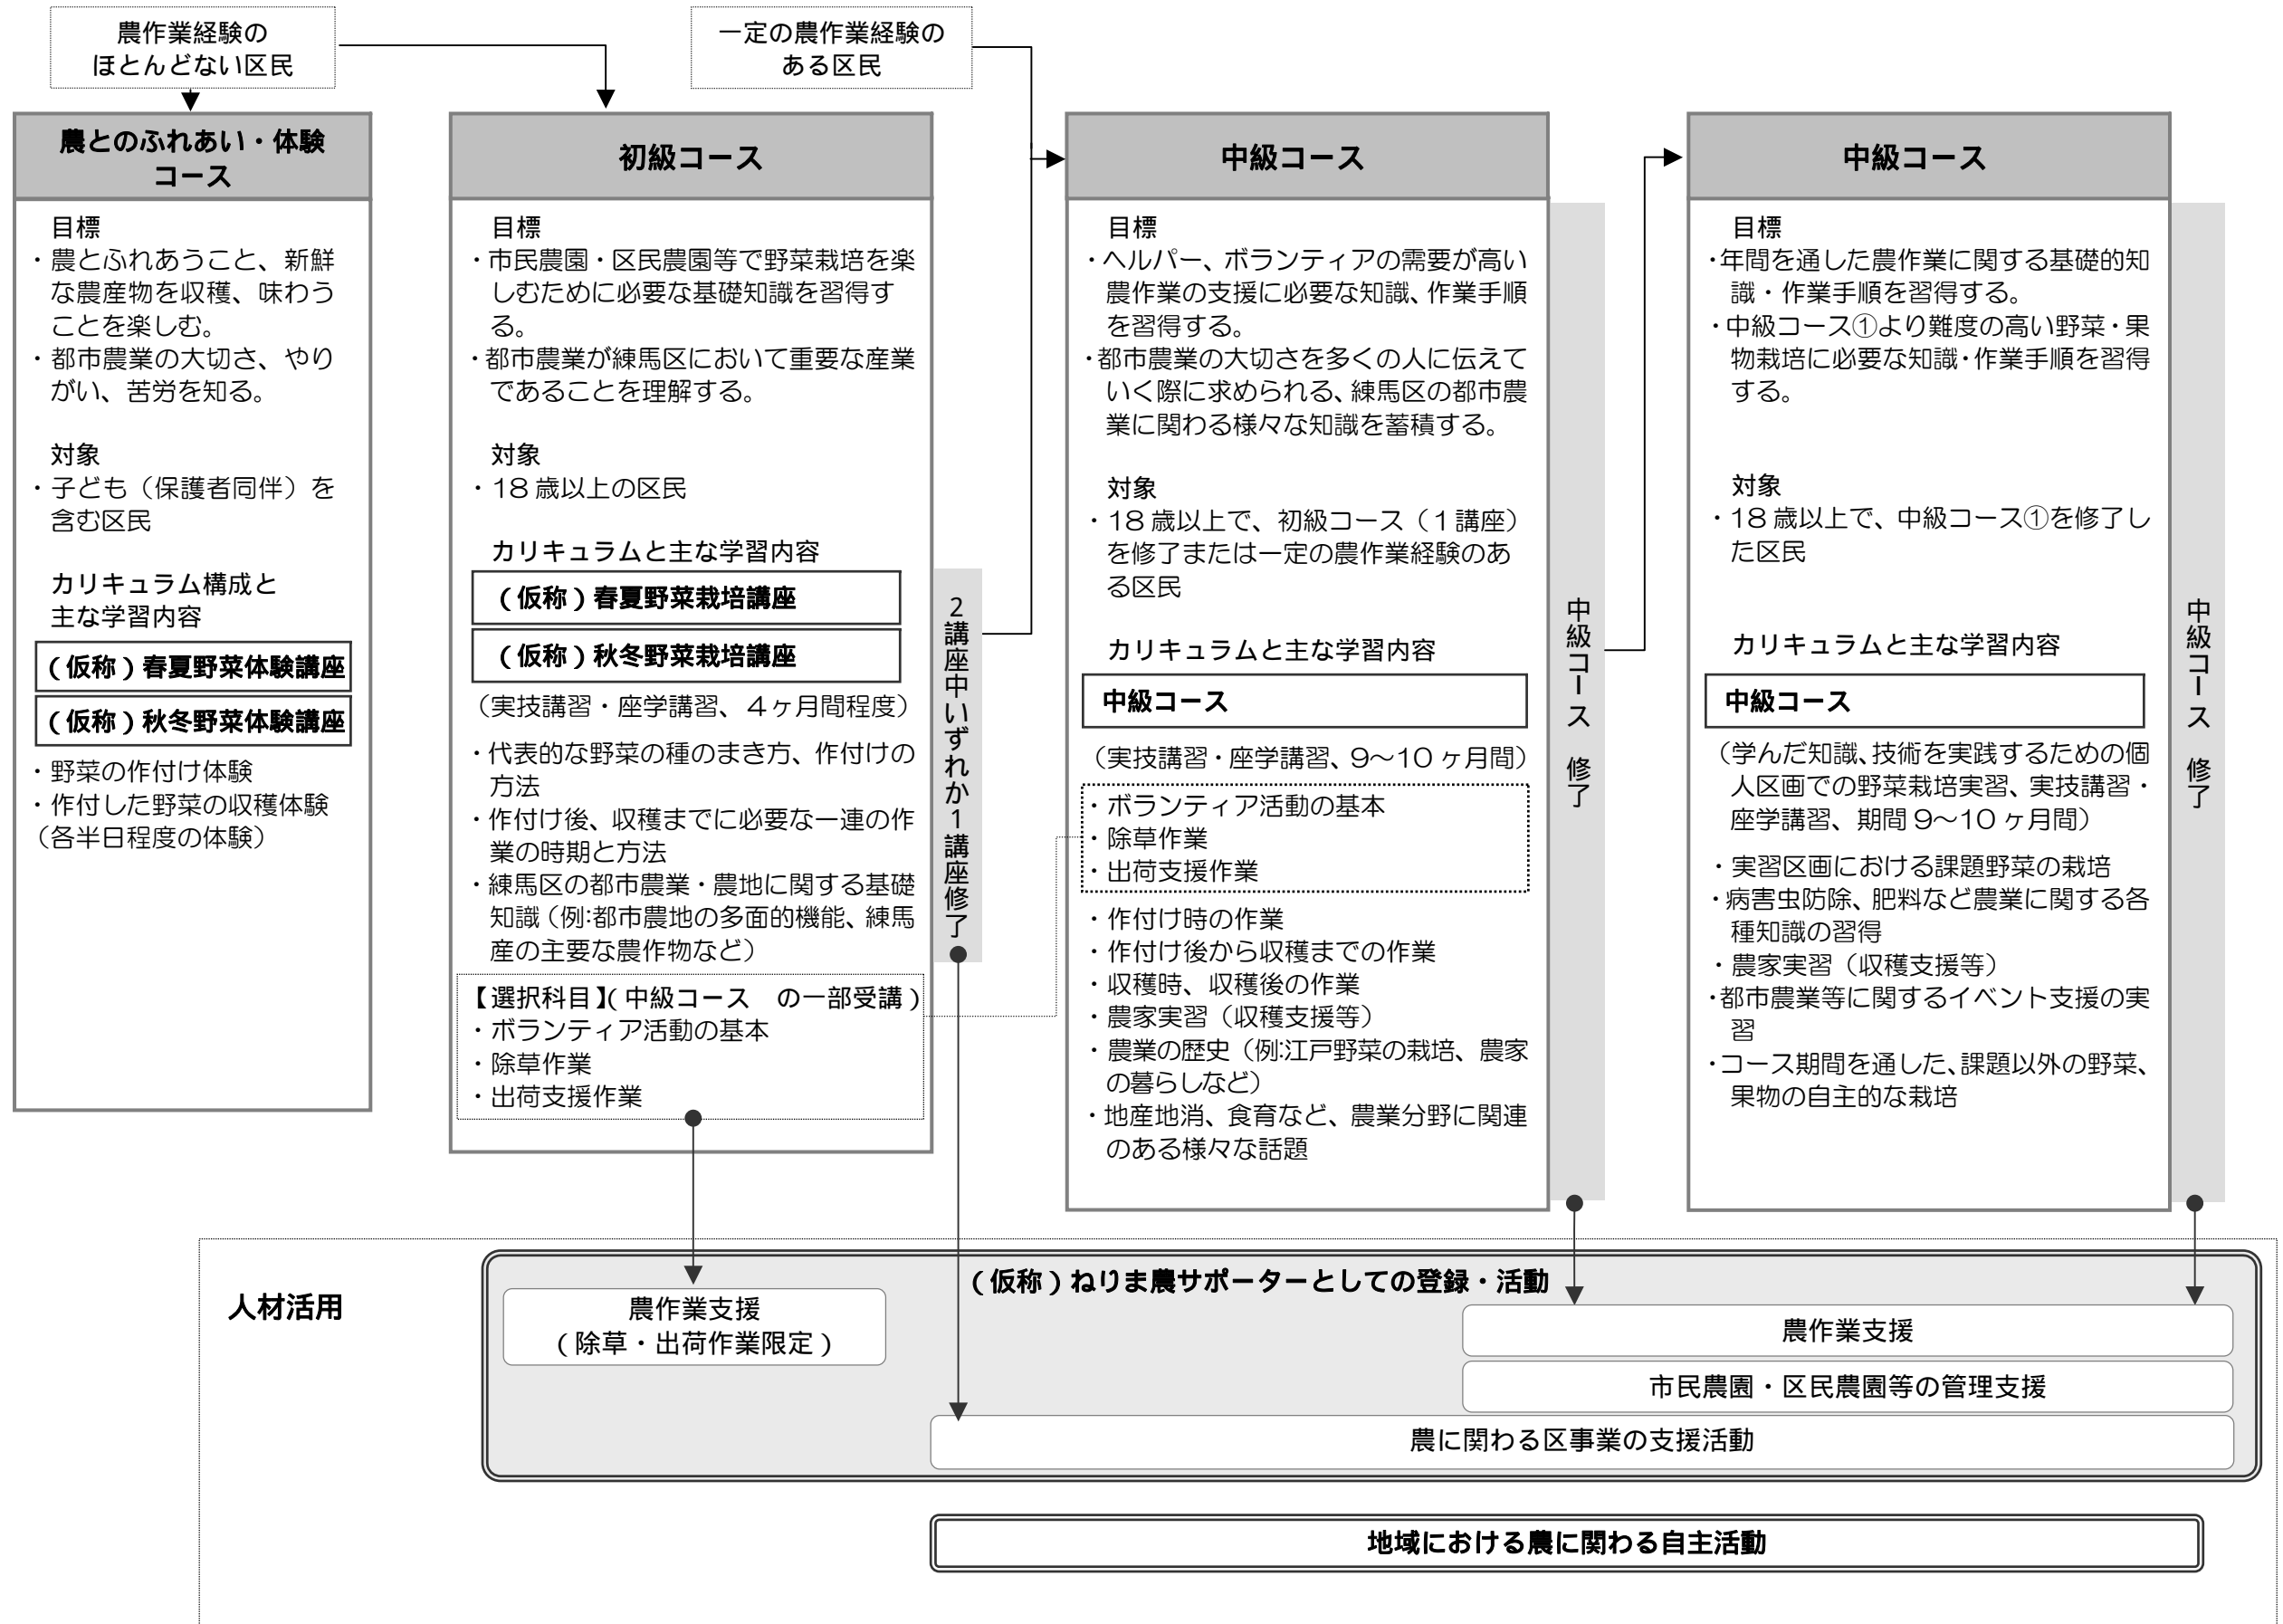 農作業経験の
ほとんどない区民
一定の農作業経験の
ある区民
農とのふれあい・体験
コース
目標
・農とふれあうこと、新鮮
な農産物を収穫、味わう
ことを楽しむ。
・都市農業の大切さ、やり
がい、苦労を知る。
対象
・子ども（保護者同伴）を
含む区民
カリキュラム構成と
主な学習内容
（仮称）春夏野菜体験講座
（仮称）秋冬野菜体験講座
・野菜の作付け体験
・作付した野菜の収穫体験
（各半日程度の体験）
初級コース
目標
・市民農園・区民農園等で野菜栽培を楽
しむために必要な基礎知識を習得す
る。
・都市農業が練馬区において重要な産業
であることを理解する。
対象
・18 歳以上の区民
カリキュラムと主な学習内容
（仮称）春夏野菜栽培講座
（仮称）秋冬野菜栽培講座
（実技講習・座学講習、４ヶ月間程度）
・代表的な野菜の種のまき方、作付けの
方法
・作付け後、収穫までに必要な一連の作
業の時期と方法
・練馬区の都市農業・農地に関する基礎
知識（例:都市農地の多面的機能、練馬
産の主要な農作物など）
【選択科目】（中級コース　の一部受講）
・ボランティア活動の基本
・除草作業
・出荷支援作業
２講座中いずれか１講座修了
中級コース
目標
・ヘルパー、ボランティアの需要が高い
農作業の支援に必要な知識、作業手順
を習得する。
・都市農業の大切さを多くの人に伝えて
いく際に求められる、練馬区の都市農
業に関わる様々な知識を蓄積する。
対象
・18 歳以上で、初級コース（１講座）
を修了または一定の農作業経験のあ
る区民
カリキュラムと主な学習内容
中級コース
（実技講習・座学講習、9〜10 ヶ月間）
・ボランティア活動の基本
・除草作業
・出荷支援作業
・作付け時の作業
・作付け後から収穫までの作業
・収穫時、収穫後の作業
・農家実習（収穫支援等）
・農業の歴史（例:江戸野菜の栽培、農家
の暮らしなど）
・地産地消、食育など、農業分野に関連
のある様々な話題
中級コース　修了
中級コース
目標
・年間を通した農作業に関する基礎的知
識・作業手順を習得する。
・中級コース①より難度の高い野菜・果
物栽培に必要な知識・作業手順を習得
する。
対象
・18 歳以上で、中級コース①を修了し
た区民
カリキュラムと主な学習内容
中級コース
（学んだ知識、技術を実践するための個
人区画での野菜栽培実習、実技講習・
座学講習、期間 9〜10 ヶ月間）
・実習区画における課題野菜の栽培
・病害虫防除、肥料など農業に関する各
種知識の習得
・農家実習（収穫支援等）
・都市農業等に関するイベント支援の実
習
・コース期間を通した、課題以外の野菜、
果物の自主的な栽培
中級コース　修了
人材活用
（仮称）ねりま農サポーターとしての登録・活動
農作業支援
（除草・出荷作業限定）
農作業支援
市民農園・区民農園等の管理支援
農に関わる区事業の支援活動
地域における農に関わる自主活動